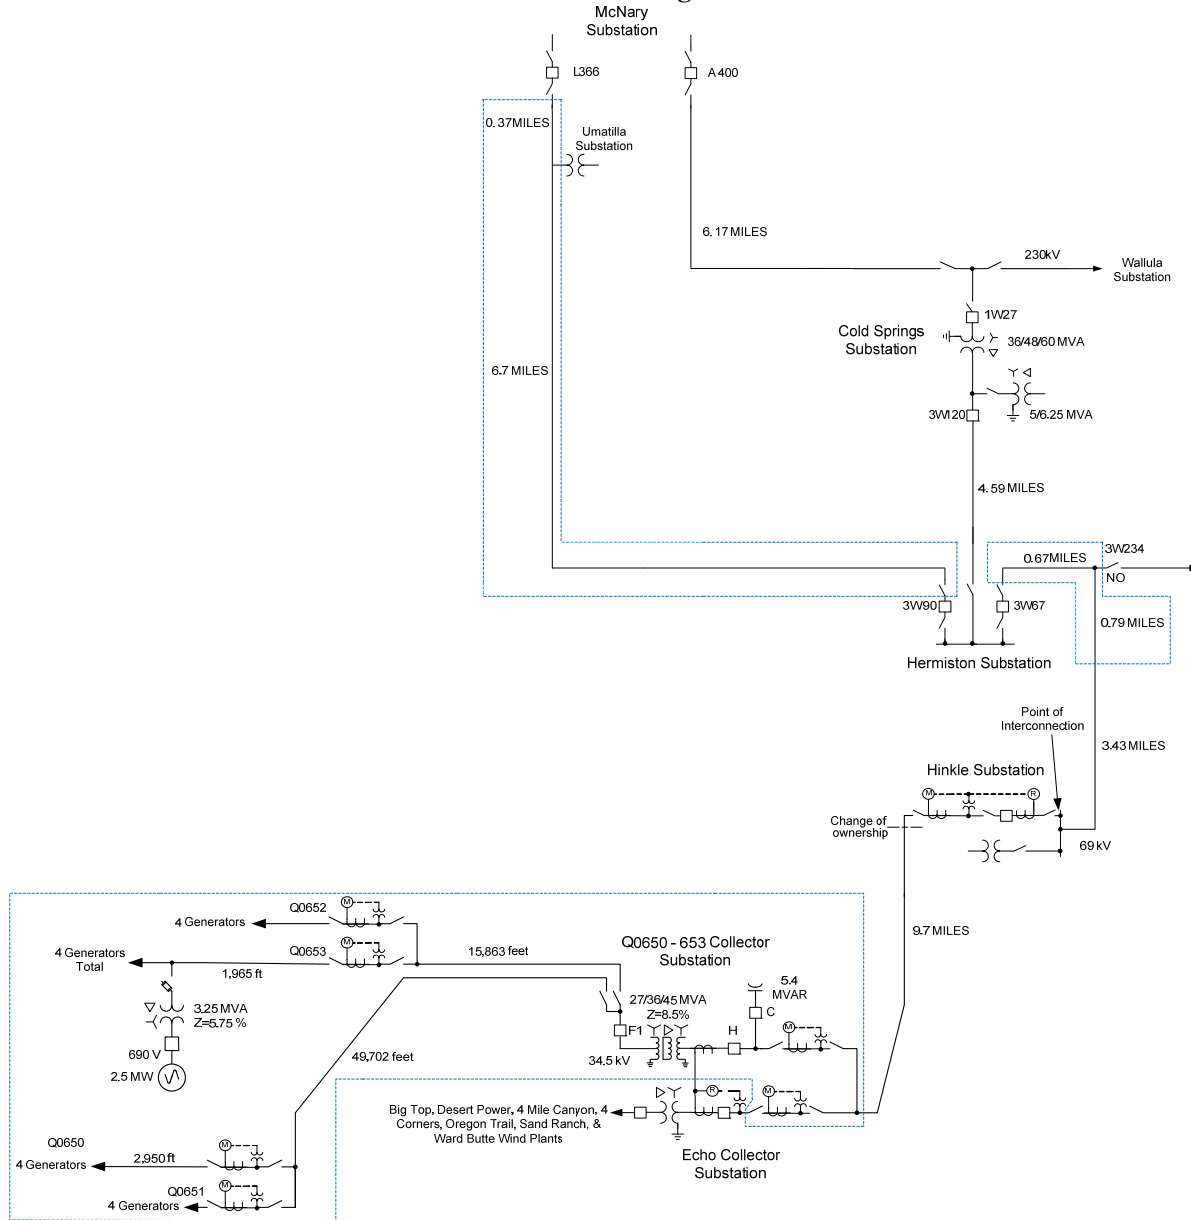 McNary
Substation
L366
A400
0.37MILES
Umatilla
Substation
6.17 MILES
230kV
Wallula
Substation
1W27
Cold Springs
Substation
36/48/60 MVA
6.7 MILES
3W120
5/6.25 MVA
4.59 MILES
3W234
0.67MILES
NO
3W90
3W67
0.79 MILES
Hermiston Substation
Point of
Interconnection
3.43 MILES
Hinkle Substation
M
R
Change of
ownership
69 kV
9.7 MILES
Q0652
M
4 Generators
Q0650 - 653 Collector
Substation
Q0653
M
15,863 feet
4 Generators
Total
1,965 ft
5.4
MVAR
27/36/45 MVA
Z=8.5%
3.25 MVA
Z=5.75 %
C
F1
H
M
690 V
49,702 feet
34.5 kV
2.5 MW
R
M
Big Top, Desert Power, 4 Mile Canyon, 4
Corners, Oregon Trail, Sand Ranch, &
Ward Butte Wind Plants
Echo Collector
Substation
Q0650
M
4 Generators
2,950 ft
Q0651
M
4 Generators